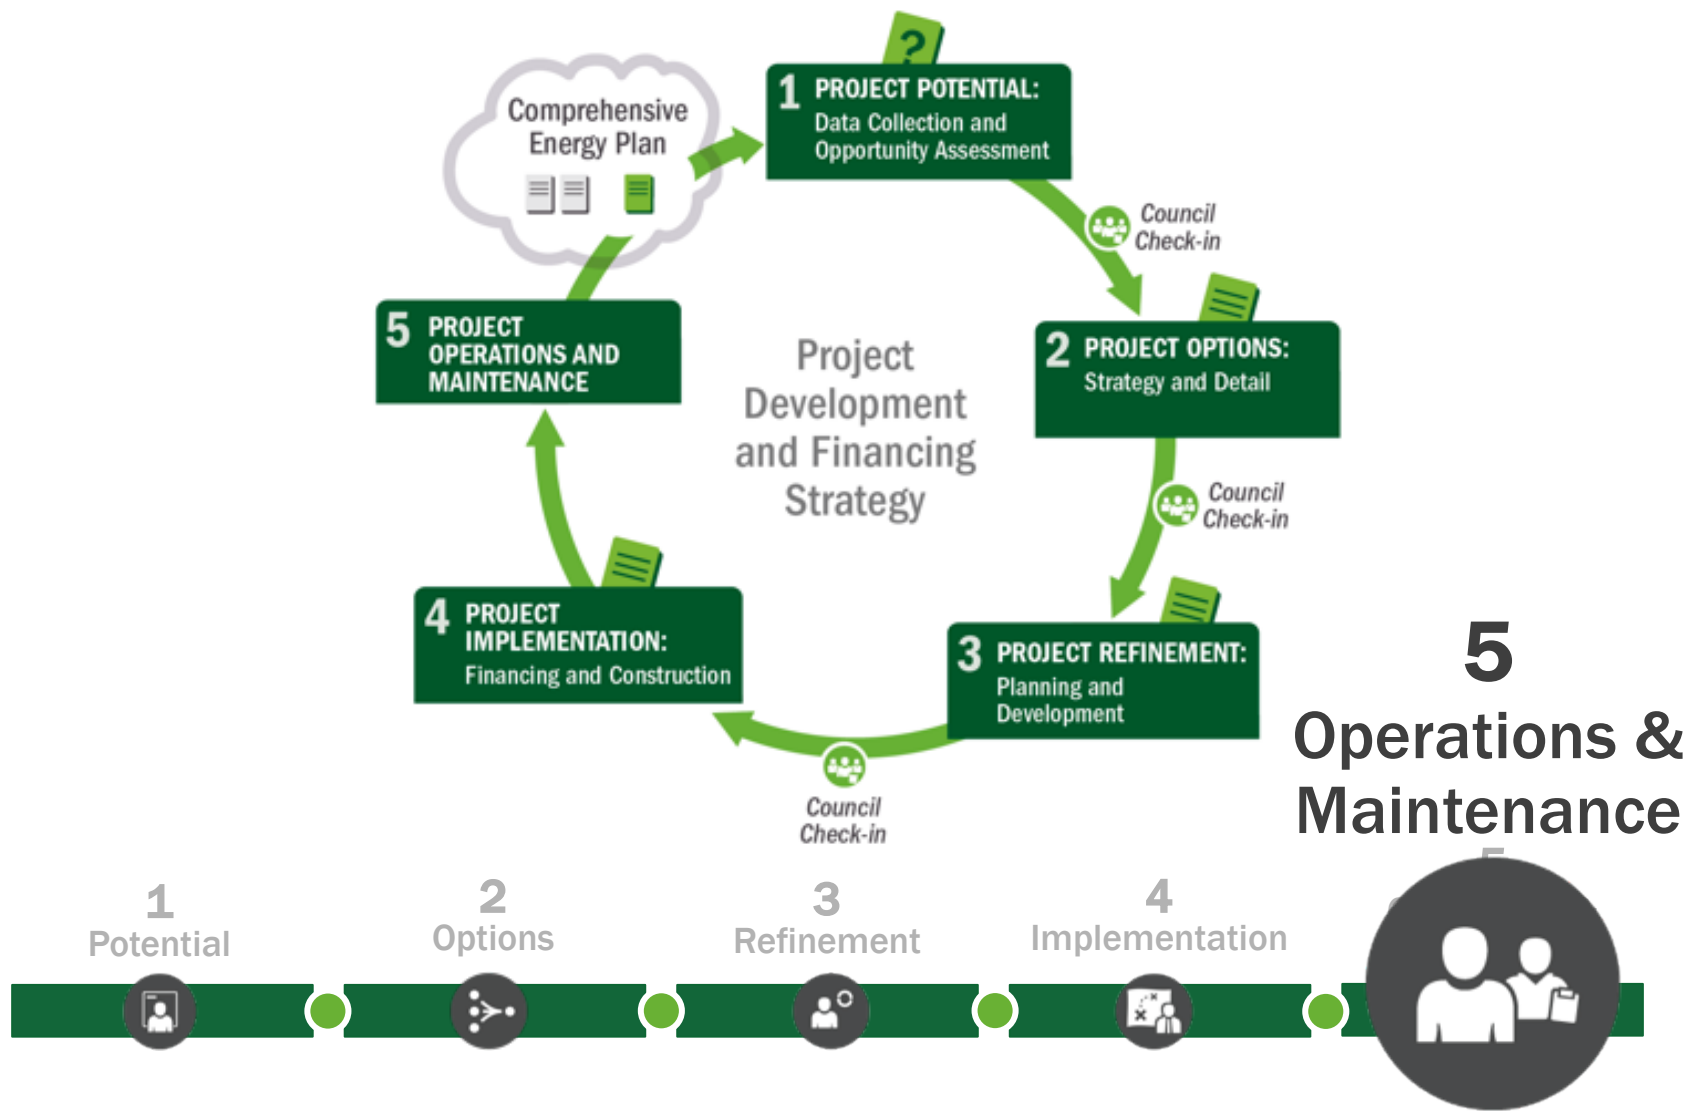 ?
1 PROJECT POTENTIAL:
Data Collection and
Opportunity Assessment
Comprehensive
Energy Plan
Council
Check-in
2 PROJECT OPTIONS:
Strategy and Detail
5 PROJECT
OPERATIONS AND
MAINTENANCE
Project
Development
and Financing
Strategy
Council
Check-in
4 PROJECT
IMPLEMENTATION:
Financing and Construction
3 PROJECT REFINEMENT:
Planning and
Development
Council
Check-in
5
Operations &
Maintenance
1
Potential
2
Options
3
Refinement
4
Implementation